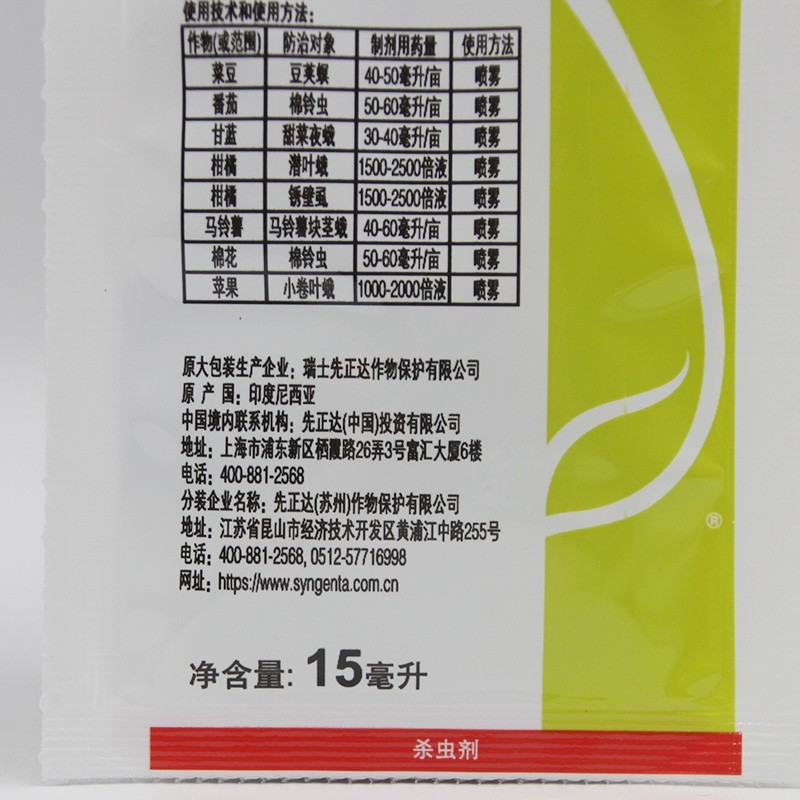 使用技术和使用方法：
作物(或范围) 防治对象 制剂用药量 使用方法
菜豆 豆荚螟 40-50毫升/亩 喷雾
番茄 棉铃虫 50-60毫升/亩 喷雾
甘蓝 甜菜夜蛾 30-40毫升/亩 喷雾
柑橘 潜叶蛾 1500-2500倍液 喷雾
柑橘 锈壁虱 1500-2500倍液 喷雾
马铃薯 马铃薯块茎蛾 40-60毫升/亩 喷雾
棉花 棉铃虫 50-60毫升/亩 喷雾
苹果 小卷叶蛾 1000-2000倍液 喷雾
原大包装生产企业：瑞士先正达作物保护有限公司
原 产 国：印度尼西亚
中国境内联系机构：先正达(中国)投资有限公司
地址：上海市浦东新区栖霞路26弄3号富汇大厦6楼
电话：400-881-2568
分装企业名称：先正达(苏州)作物保护有限公司
地址：江苏省昆山市经济技术开发区黄浦江中路255号
电话：400-881-2568, 0512-57716998
网址：https://www.syngenta.com.cn
®
净含量: 15毫升
杀虫剂